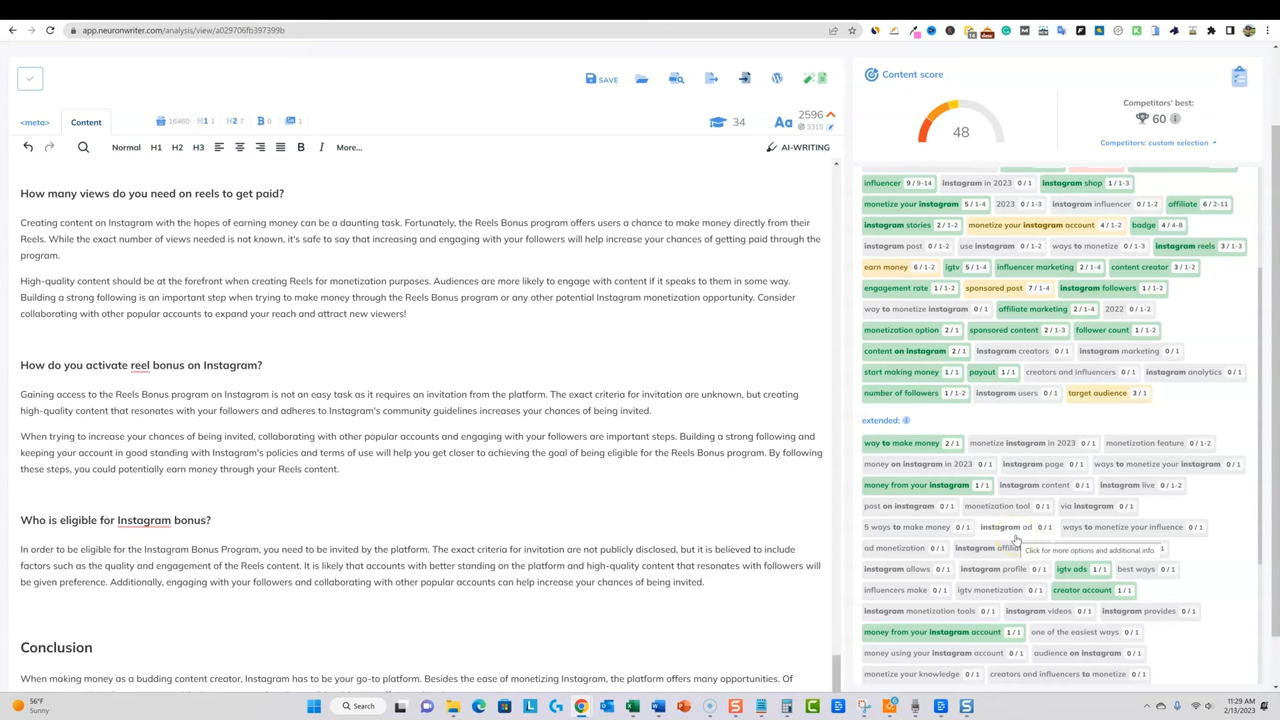 app.neuronwriter.com/analysis/view/a029706fb397399b
SAVE
Content score
48
Competitors' best:
60
Competitors: custom selection
<meta> Content 16460 H1 1 H2 7 B 0 1 34 Aa 2596 3315
Normal H1 H2 H3 B I More... AI-WRITING
How many views do you need on reels to get paid?
Creating content on Instagram with the hopes of earning money can be a daunting task. Fortunately, the Reels Bonus program offers users a chance to make money directly from their
Reels. While the exact number of views needed is not known, it's safe to say that increasing and engaging with your followers will help increase your chances of getting paid through the
program.
High-quality content should be at the forefront when creating Reels for monetization purposes. Audiences are more likely to engage with content if it speaks to them in some way.
Building a strong following is an important step when trying to make money through the Reels Bonus program or any other potential Instagram monetization opportunity. Consider
collaborating with other popular accounts to expand your reach and attract new viewers!
How do you activate reel bonus on Instagram?
Gaining access to the Reels Bonus program on Instagram is not an easy task as it requires an invitation from the platform. The exact criteria for invitation are unknown, but creating
high-quality content that resonates with your followers and adheres to Instagram's community guidelines increases your chances of being invited.
When trying to increase your chances of being invited, collaborating with other popular accounts and engaging with your followers are important steps. Building a strong following and
keeping your account in good standing with Instagram's policies and terms of use will help you get closer to achieving the goal of being eligible for the Reels Bonus program. By following
these steps, you could potentially earn money through your Reels content.
Who is eligible for Instagram bonus?
In order to be eligible for the Instagram Bonus Program, you need to be invited by the platform. The exact criteria for invitation are not publicly disclosed, but it is believed to include
factors such as the quality and engagement of the Reels content. It is likely that accounts with better standing on the platform and high-quality content that resonates with followers will
be given preference. Additionally, engaging with your followers and collaborating with other popular accounts can help increase your chances of being invited.
Conclusion
When making money as a budding content creator, Instagram has to be your go-to platform. Besides the ease of monetizing Instagram, the platform offers many opportunities. Of
influencer 9 / 9-14 instagram in 2023 0 / 1 instagram shop 1 / 1-3
monetize your instagram 5 / 1-4 2023 0 / 1-3 instagram influencer 0 / 1-2 affiliate 6 / 2-11
instagram stories 2 / 1-2 monetize your instagram account 4 / 1-2 badge 4 / 4-8
instagram post 0 / 1-2 use instagram 0 / 1-2 ways to monetize 0 / 1-3 instagram reels 3 / 1-3
earn money 6 / 1-2 igtv 5 / 1-4 influencer marketing 2 / 1-4 content creator 3 / 1-2
engagement rate 1 / 1-2 sponsored post 7 / 1-4 instagram followers 1 / 1-2
way to monetize instagram 0 / 1 affiliate marketing 2 / 1-4 2022 0 / 1-2
monetization option 2 / 1 sponsored content 2 / 1-3 follower count 1 / 1-2
content on instagram 2 / 1 instagram creators 0 / 1 instagram marketing 0 / 1
start making money 1 / 1 payout 1 / 1 creators and influencers 0 / 1 instagram analytics 0 / 1
number of followers 1 / 1-2 instagram users 0 / 1 target audience 3 / 1
extended:
way to make money 2 / 1 monetize instagram in 2023 0 / 1 monetization feature 0 / 1-2
money on instagram in 2023 0 / 1 instagram page 0 / 1 ways to monetize your instagram 0 / 1
money from your instagram 1 / 1 instagram content 0 / 1 instagram live 0 / 1-2
post on instagram 0 / 1 monetization tool 0 / 1 via instagram 0 / 1
5 ways to make money 0 / 1 instagram ad 0 / 1 ways to monetize your influence 0 / 1
ad monetization 0 / 1 instagram affilia Click for more options and additional info. 1
instagram allows 0 / 1 instagram profile 0 / 1 igtv ads 1 / 1 best ways 0 / 1
influencers make 0 / 1 igtv monetization 0 / 1 creator account 1 / 1
instagram monetization tools 0 / 1 instagram videos 0 / 1 instagram provides 0 / 1
money from your instagram account 1 / 1 one of the easiest ways 0 / 1
money using your instagram account 0 / 1 audience on instagram 0 / 1
monetize your knowledge 0 / 1 creators and influencers to monetize 0 / 1
56°F
Sunny
Search
11:29 AM
2/13/2023